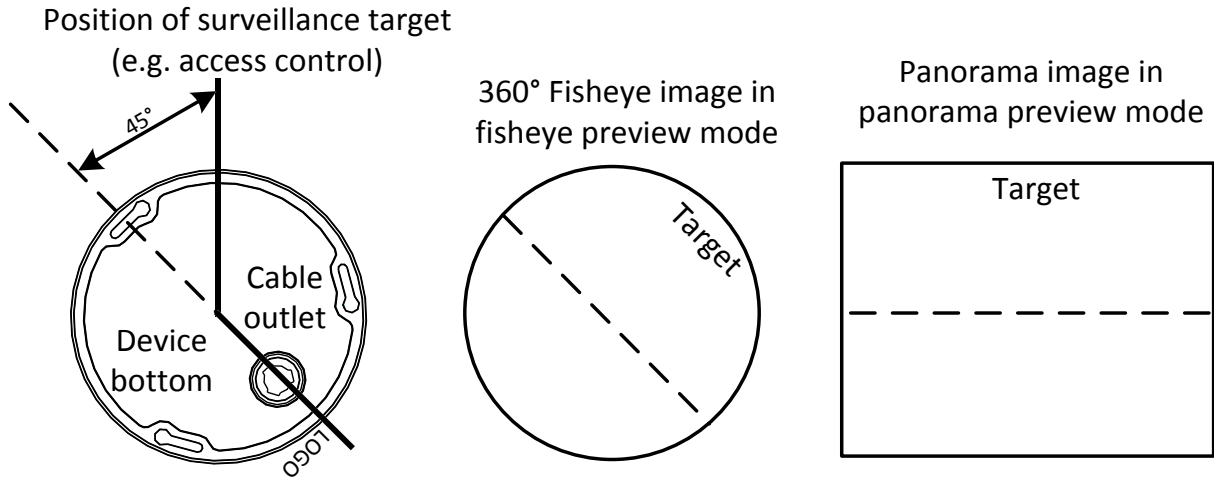 Position of surveillance target
(e.g. access control)
45°
Cable
outlet
Device
bottom
LOGO
360° Fisheye image in
fisheye preview mode
Target
Panorama image in
panorama preview mode
Target